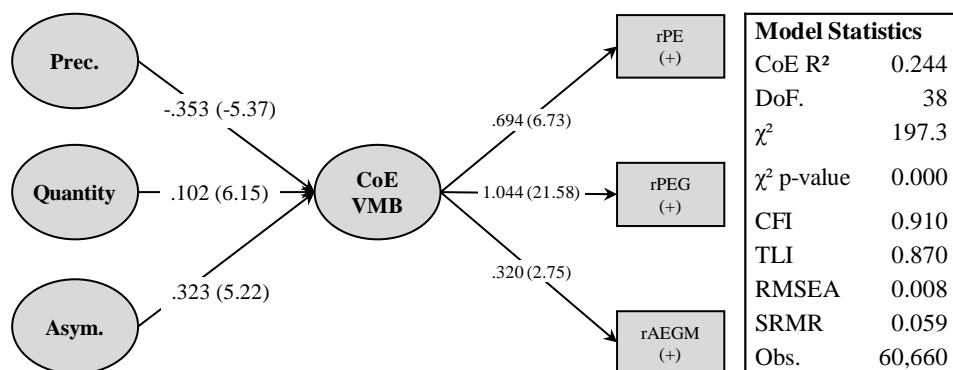 Prec.
Quantity
Asym.
-.353 (-5.37)
.102 (6.15)
.323 (5.22)
CoE
VMB
.694 (6.73)
1.044 (21.58)
.320 (2.75)
rPE
(+)
rPEG
(+)
rAEGM
(+)
Model Statistics
CoE R² 0.244
DoF. 38
χ² 197.3
χ² p-value 0.000
CFI 0.910
TLI 0.870
RMSEA 0.008
SRMR 0.059
Obs. 60,660